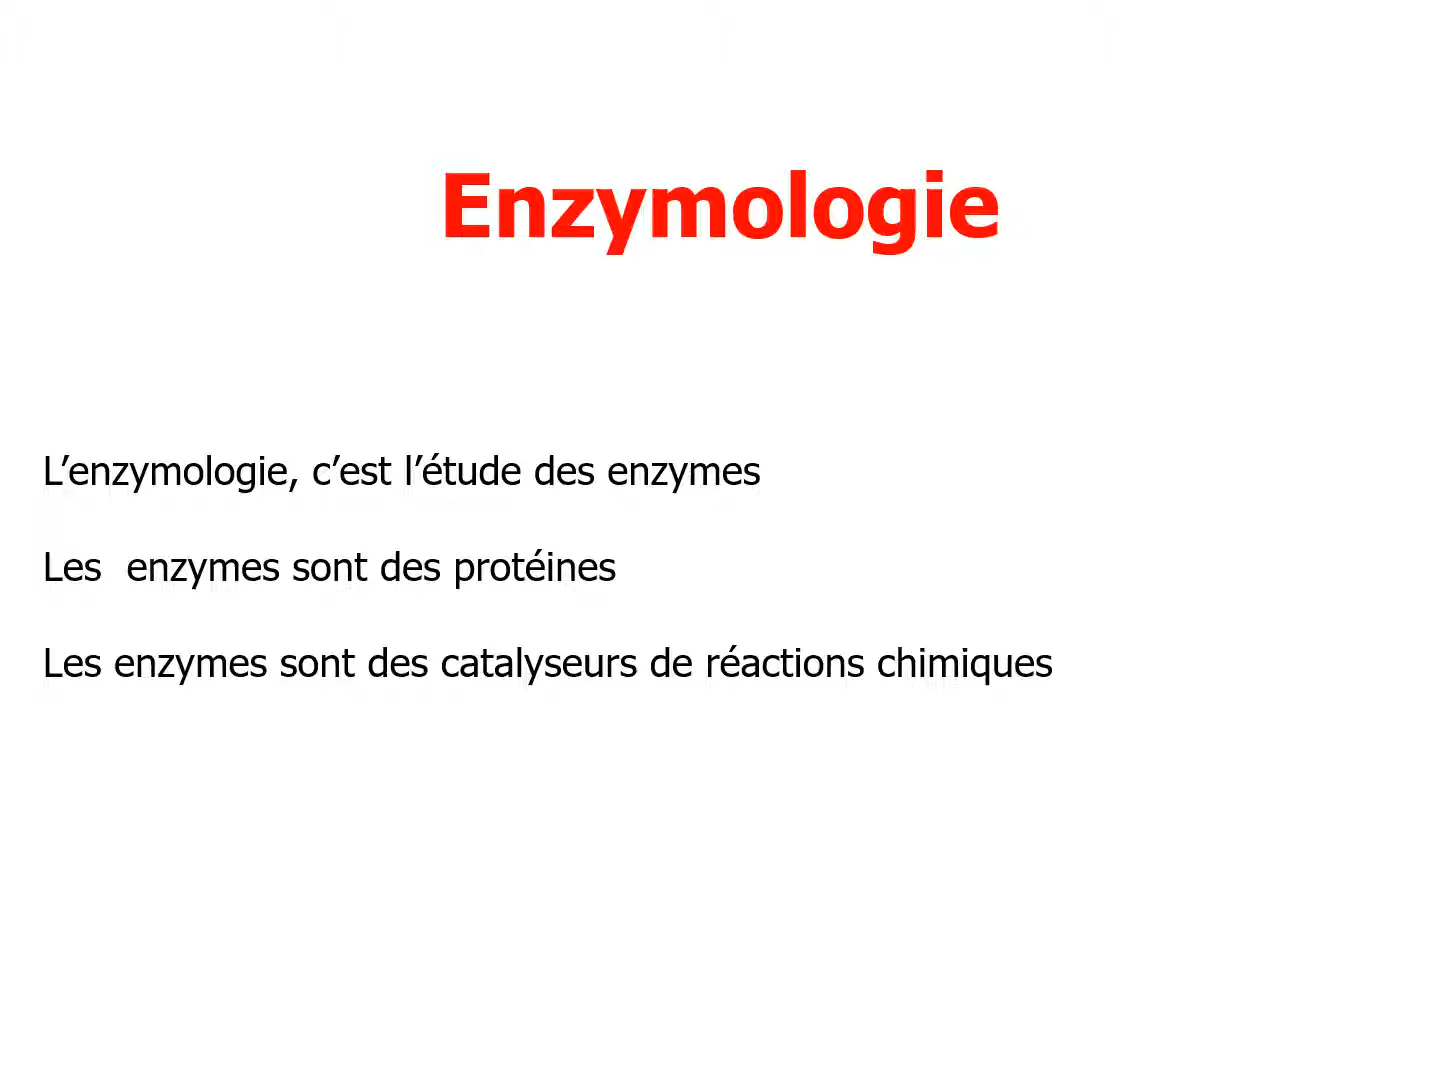 Enzymologie
L’enzymologie, c’est l’étude des enzymes
Les  enzymes sont des protéines
Les enzymes sont des catalyseurs de réactions chimiques